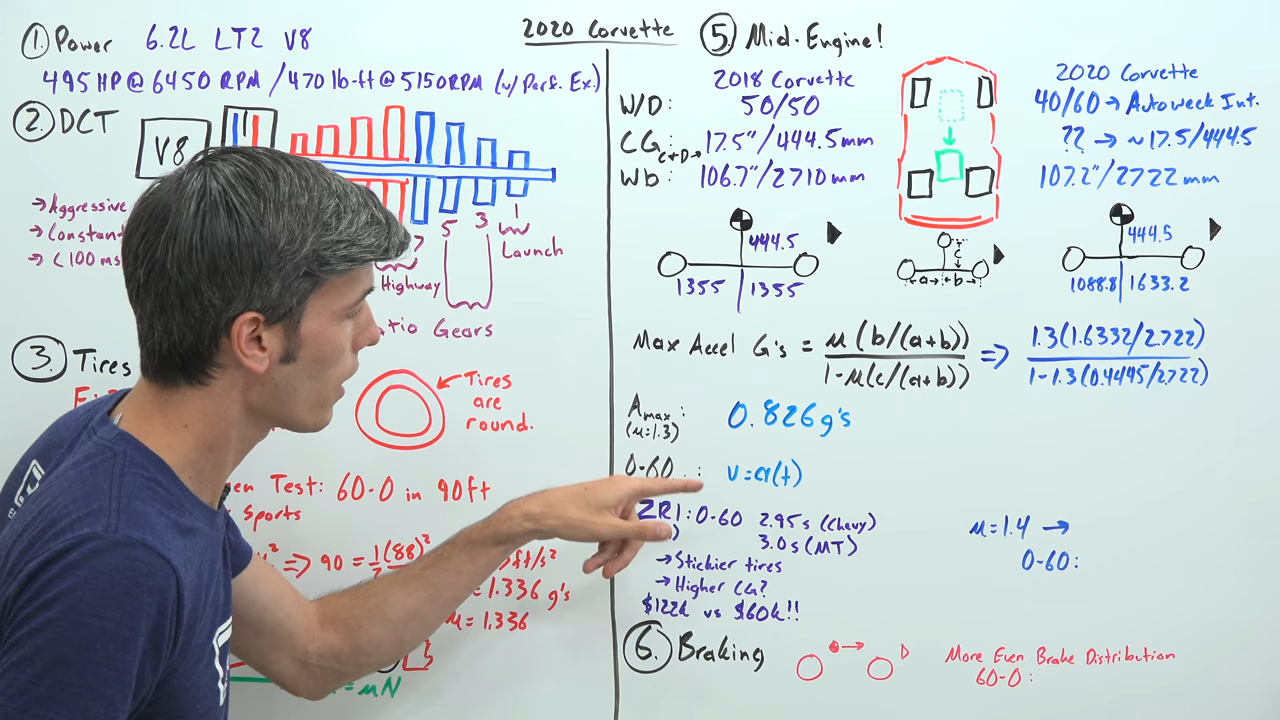 2020 Corvette
1. Power 6.2L LT2 V8
495 HP @ 6450 RPM / 470 lb-ft @ 5150 RPM (w/ Perf. Ex.)
2. DCT
V8
→ Aggressive
→ Constant
→ < 100 ms
7 5 3 1
Highway
Launch
Gears
3. Tires
Tires
are
round.
Test: 60-0 in 90ft
Sports
⇒ 90 = (88)²
ft/s²
= 1.336 g's
μ = 1.336
= μN
5. Mid-Engine!
2018 Corvette
2020 Corvette
W/D: 50/50
40/60 → Autoweek Int.
CG C+D → 17.5"/444.5mm
?? → ~17.5/444.5
Wb: 106.7"/2710 mm
107.2"/2722 mm
444.5
1355 1355
c
a b
444.5
1088.8 1633.2
Max Accel G's = μ(b/(a+b)) / 1-μ(c/(a+b)) ⇒ 1.3(1.6332/2.722) / 1-1.3(0.4445/2.722)
Amax: 0.826 g's
(μ=1.3)
0-60 : v=a(t)
ZR1: 0-60 2.95s (Chevy)
3.0s (MT)
→ Stickier tires
→ Higher CG?
$122k vs $60k!!
μ=1.4 →
0-60:
6. Braking
More Even Brake Distribution
60-0: